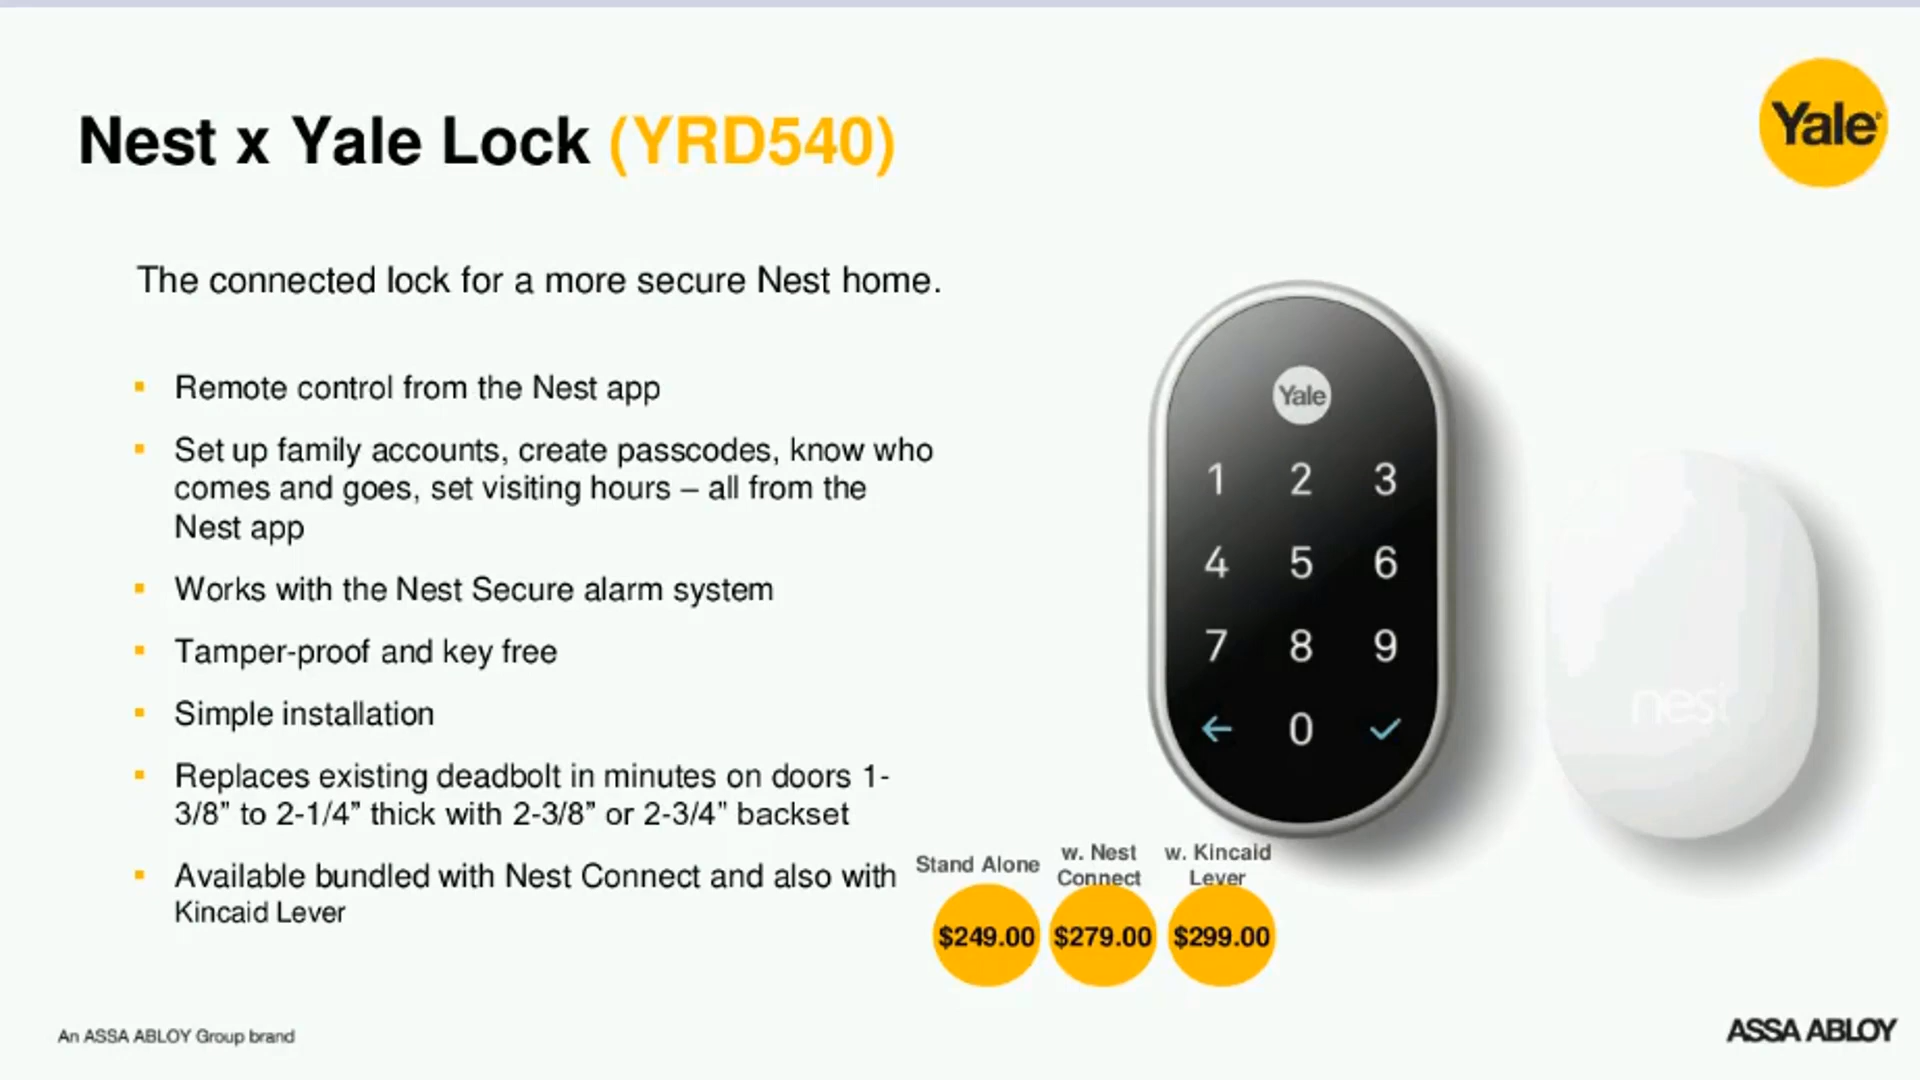 Nest x Yale Lock (YRD540)
Yale
The connected lock for a more secure Nest home.
Remote control from the Nest app
Set up family accounts, create passcodes, know who
comes and goes, set visiting hours – all from the
Nest app
Works with the Nest Secure alarm system
Tamper-proof and key free
Simple installation
Replaces existing deadbolt in minutes on doors 1-
3/8” to 2-1/4” thick with 2-3/8” or 2-3/4” backset
Available bundled with Nest Connect and also with
Kincaid Lever
Yale
1 2 3
4 5 6
7 8 9
0
nest
Stand Alone
w. Nest
Connect
w. Kincaid
Lever
$249.00 $279.00 $299.00
An ASSA ABLOY Group brand
ASSA ABLOY